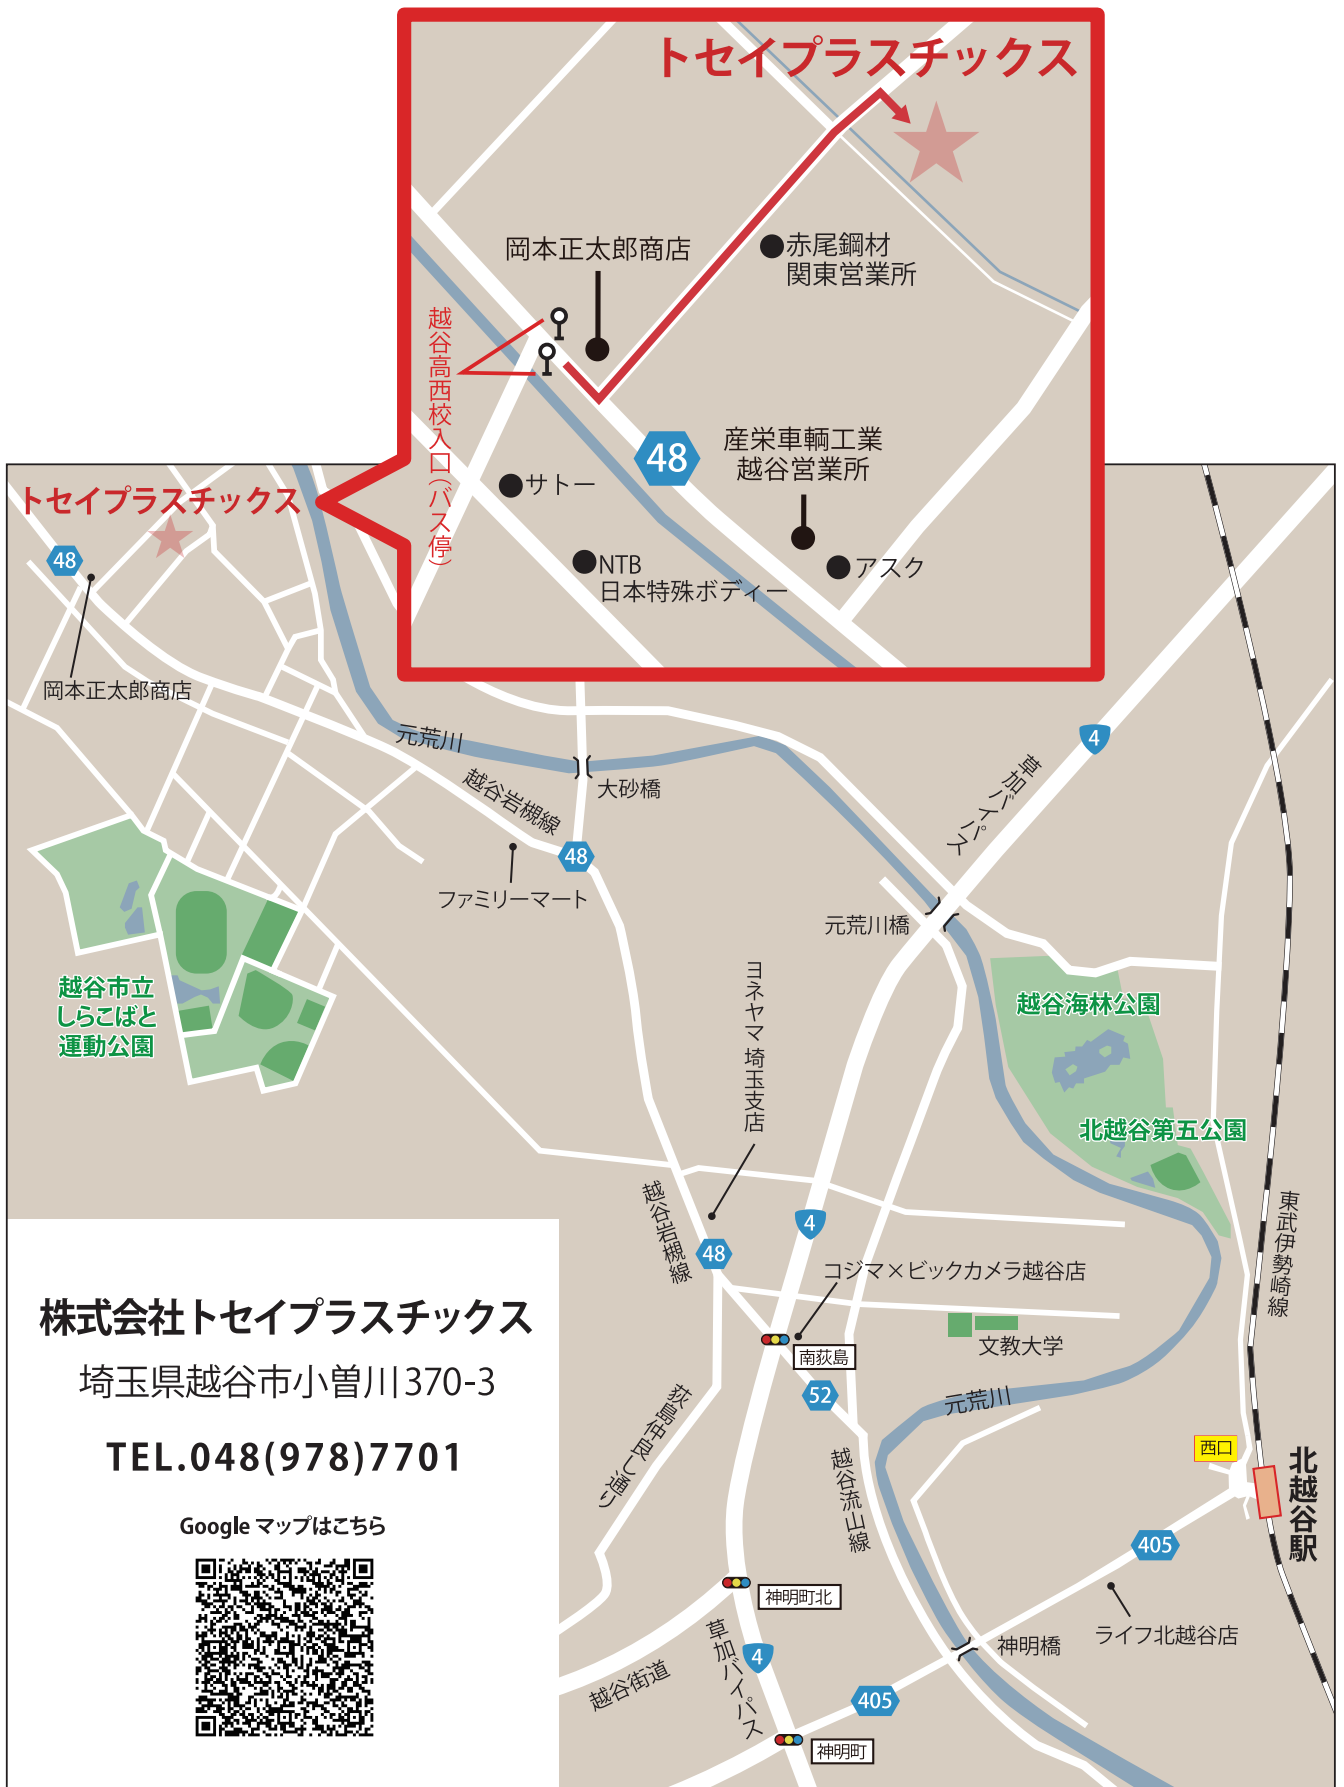 トセイプラスチックス
岡本正太郎商店
赤尾鋼材
関東営業所
越谷高西校入口(バス停)
48
産栄車輌工業
越谷営業所
サトー
NTB
日本特殊ボディー
アスク
トセイプラスチックス
48
岡本正太郎商店
元荒川
越谷岩槻線
大砂橋
48
ファミリーマート
4
草加バイパス
元荒川橋
越谷市立
しらこばと
運動公園
越谷海林公園
北越谷第五公園
ヨネヤマ 埼玉支店
越谷岩槻線
48
4
コジマ×ビックカメラ越谷店
南荻島
52
文教大学
東武伊勢崎線
元荒川
荻島仲良し通り
越谷流山線
西口
北越谷駅
405
神明町北
草加バイパス
4
越谷街道
神明橋
ライフ北越谷店
405
神明町
株式会社トセイプラスチックス
埼玉県越谷市小曽川370-3
TEL.048(978)7701
Google マップはこちら